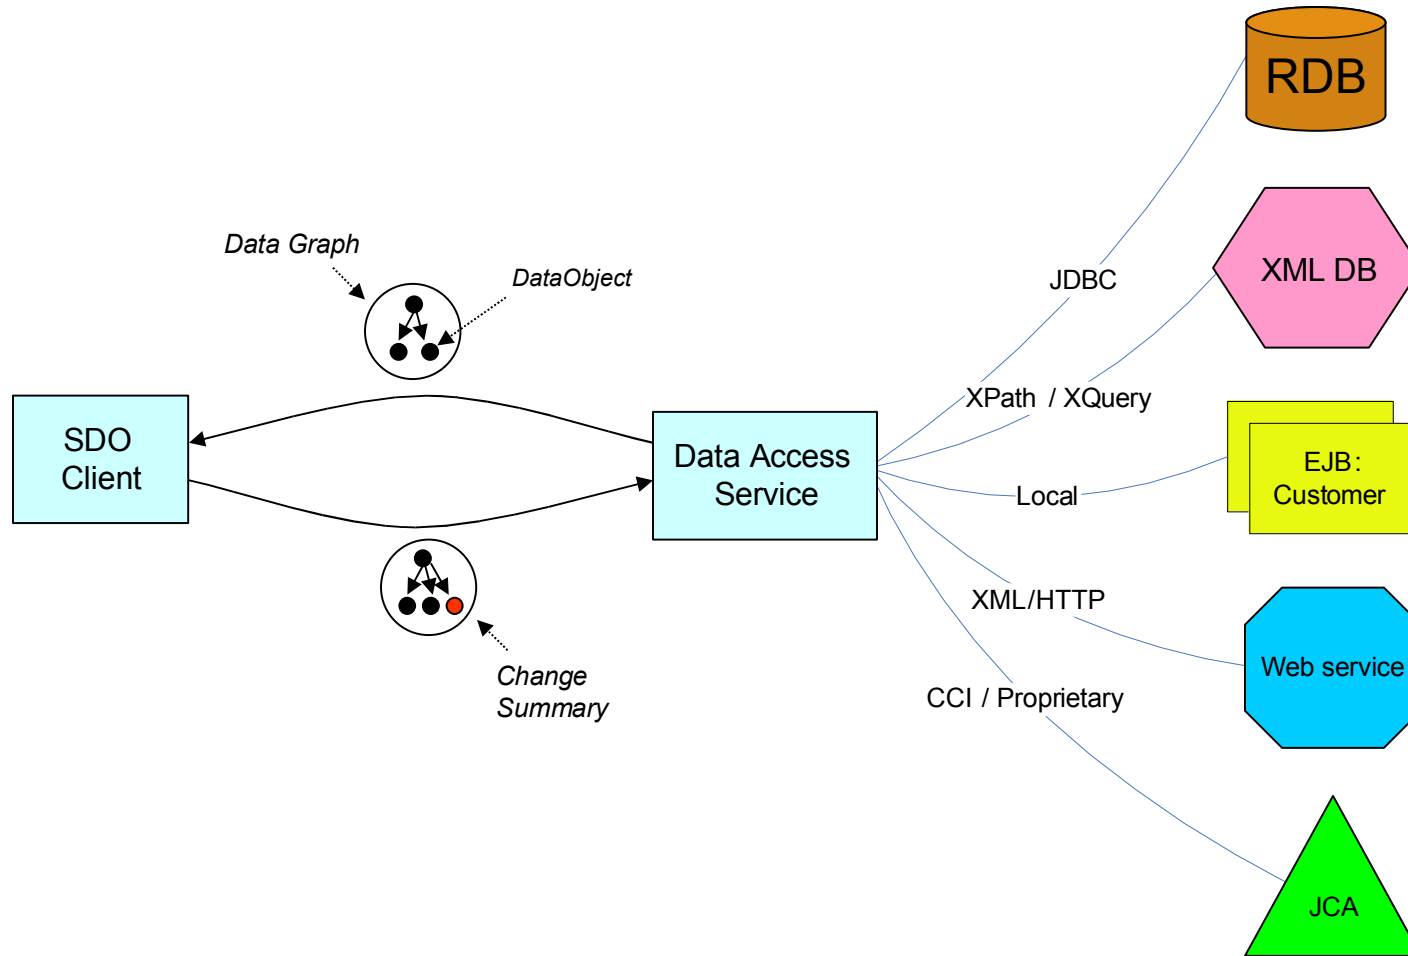 RDB
Data Graph
DataObject
JDBC
XML DB
XPath / XQuery
SDO
Client
Data Access
Service
Local
EJB:
Customer
XML/HTTP
Change
Summary
CCI / Proprietary
Web service
JCA